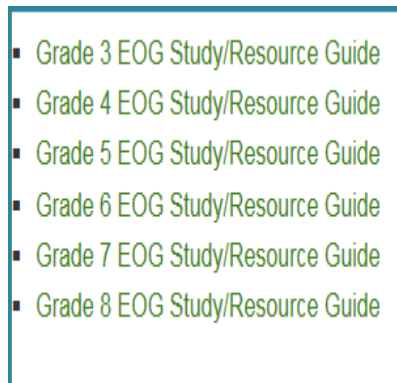 ▪ Grade 3 EOG Study/Resource Guide
▪ Grade 4 EOG Study/Resource Guide
▪ Grade 5 EOG Study/Resource Guide
▪ Grade 6 EOG Study/Resource Guide
▪ Grade 7 EOG Study/Resource Guide
▪ Grade 8 EOG Study/Resource Guide